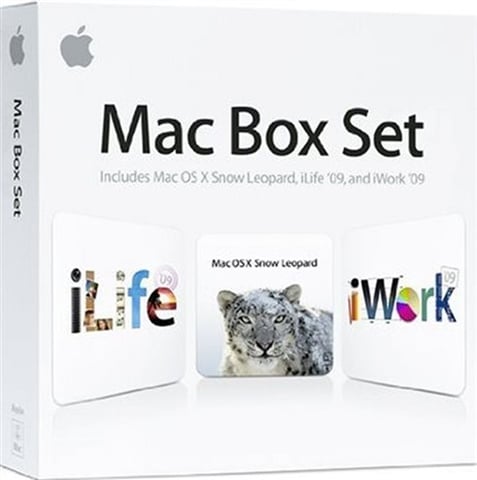 Mac Box Set
Mac Box Set
Includes Mac OS X Snow Leopard, iLife '09, and iWork '09
iLife '09
Mac OS X Snow Leopard
iWork '09
Mac